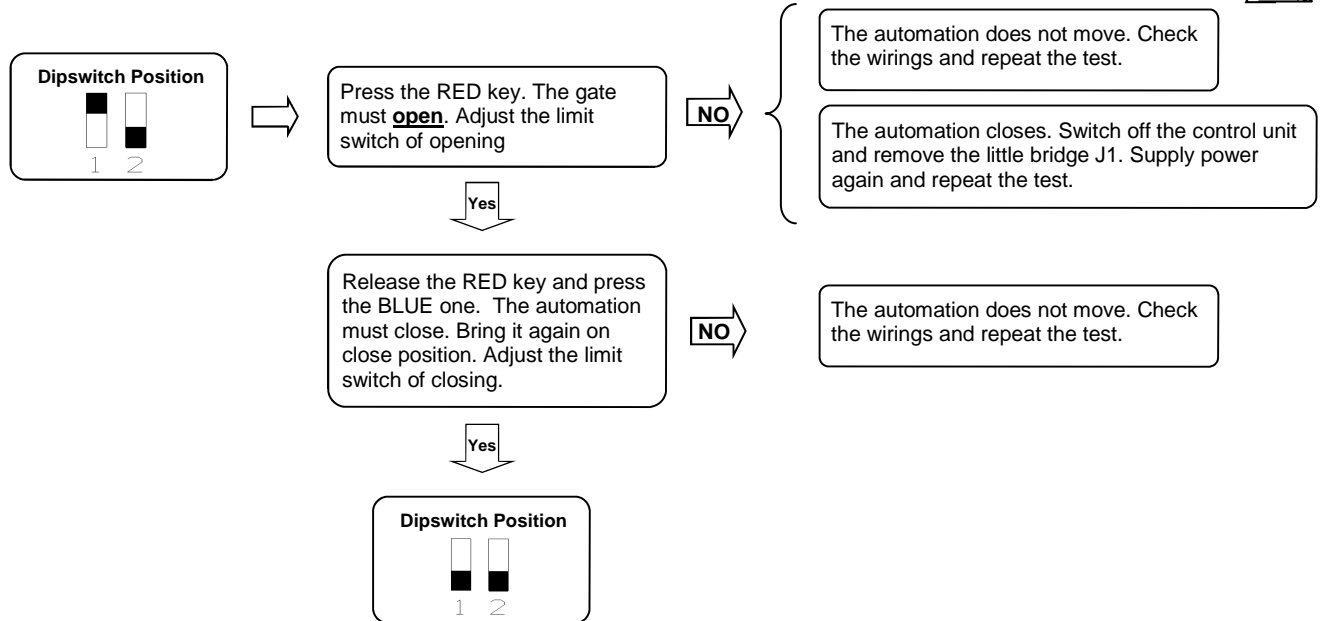 Dipswitch Position
1 2
Press the RED key. The gate
must open. Adjust the limit
switch of opening
NO
The automation does not move. Check
the wirings and repeat the test.
The automation closes. Switch off the control unit
and remove the little bridge J1. Supply power
again and repeat the test.
Yes
Release the RED key and press
the BLUE one. The automation
must close. Bring it again on
close position. Adjust the limit
switch of closing.
NO
The automation does not move. Check
the wirings and repeat the test.
Yes
Dipswitch Position
1 2